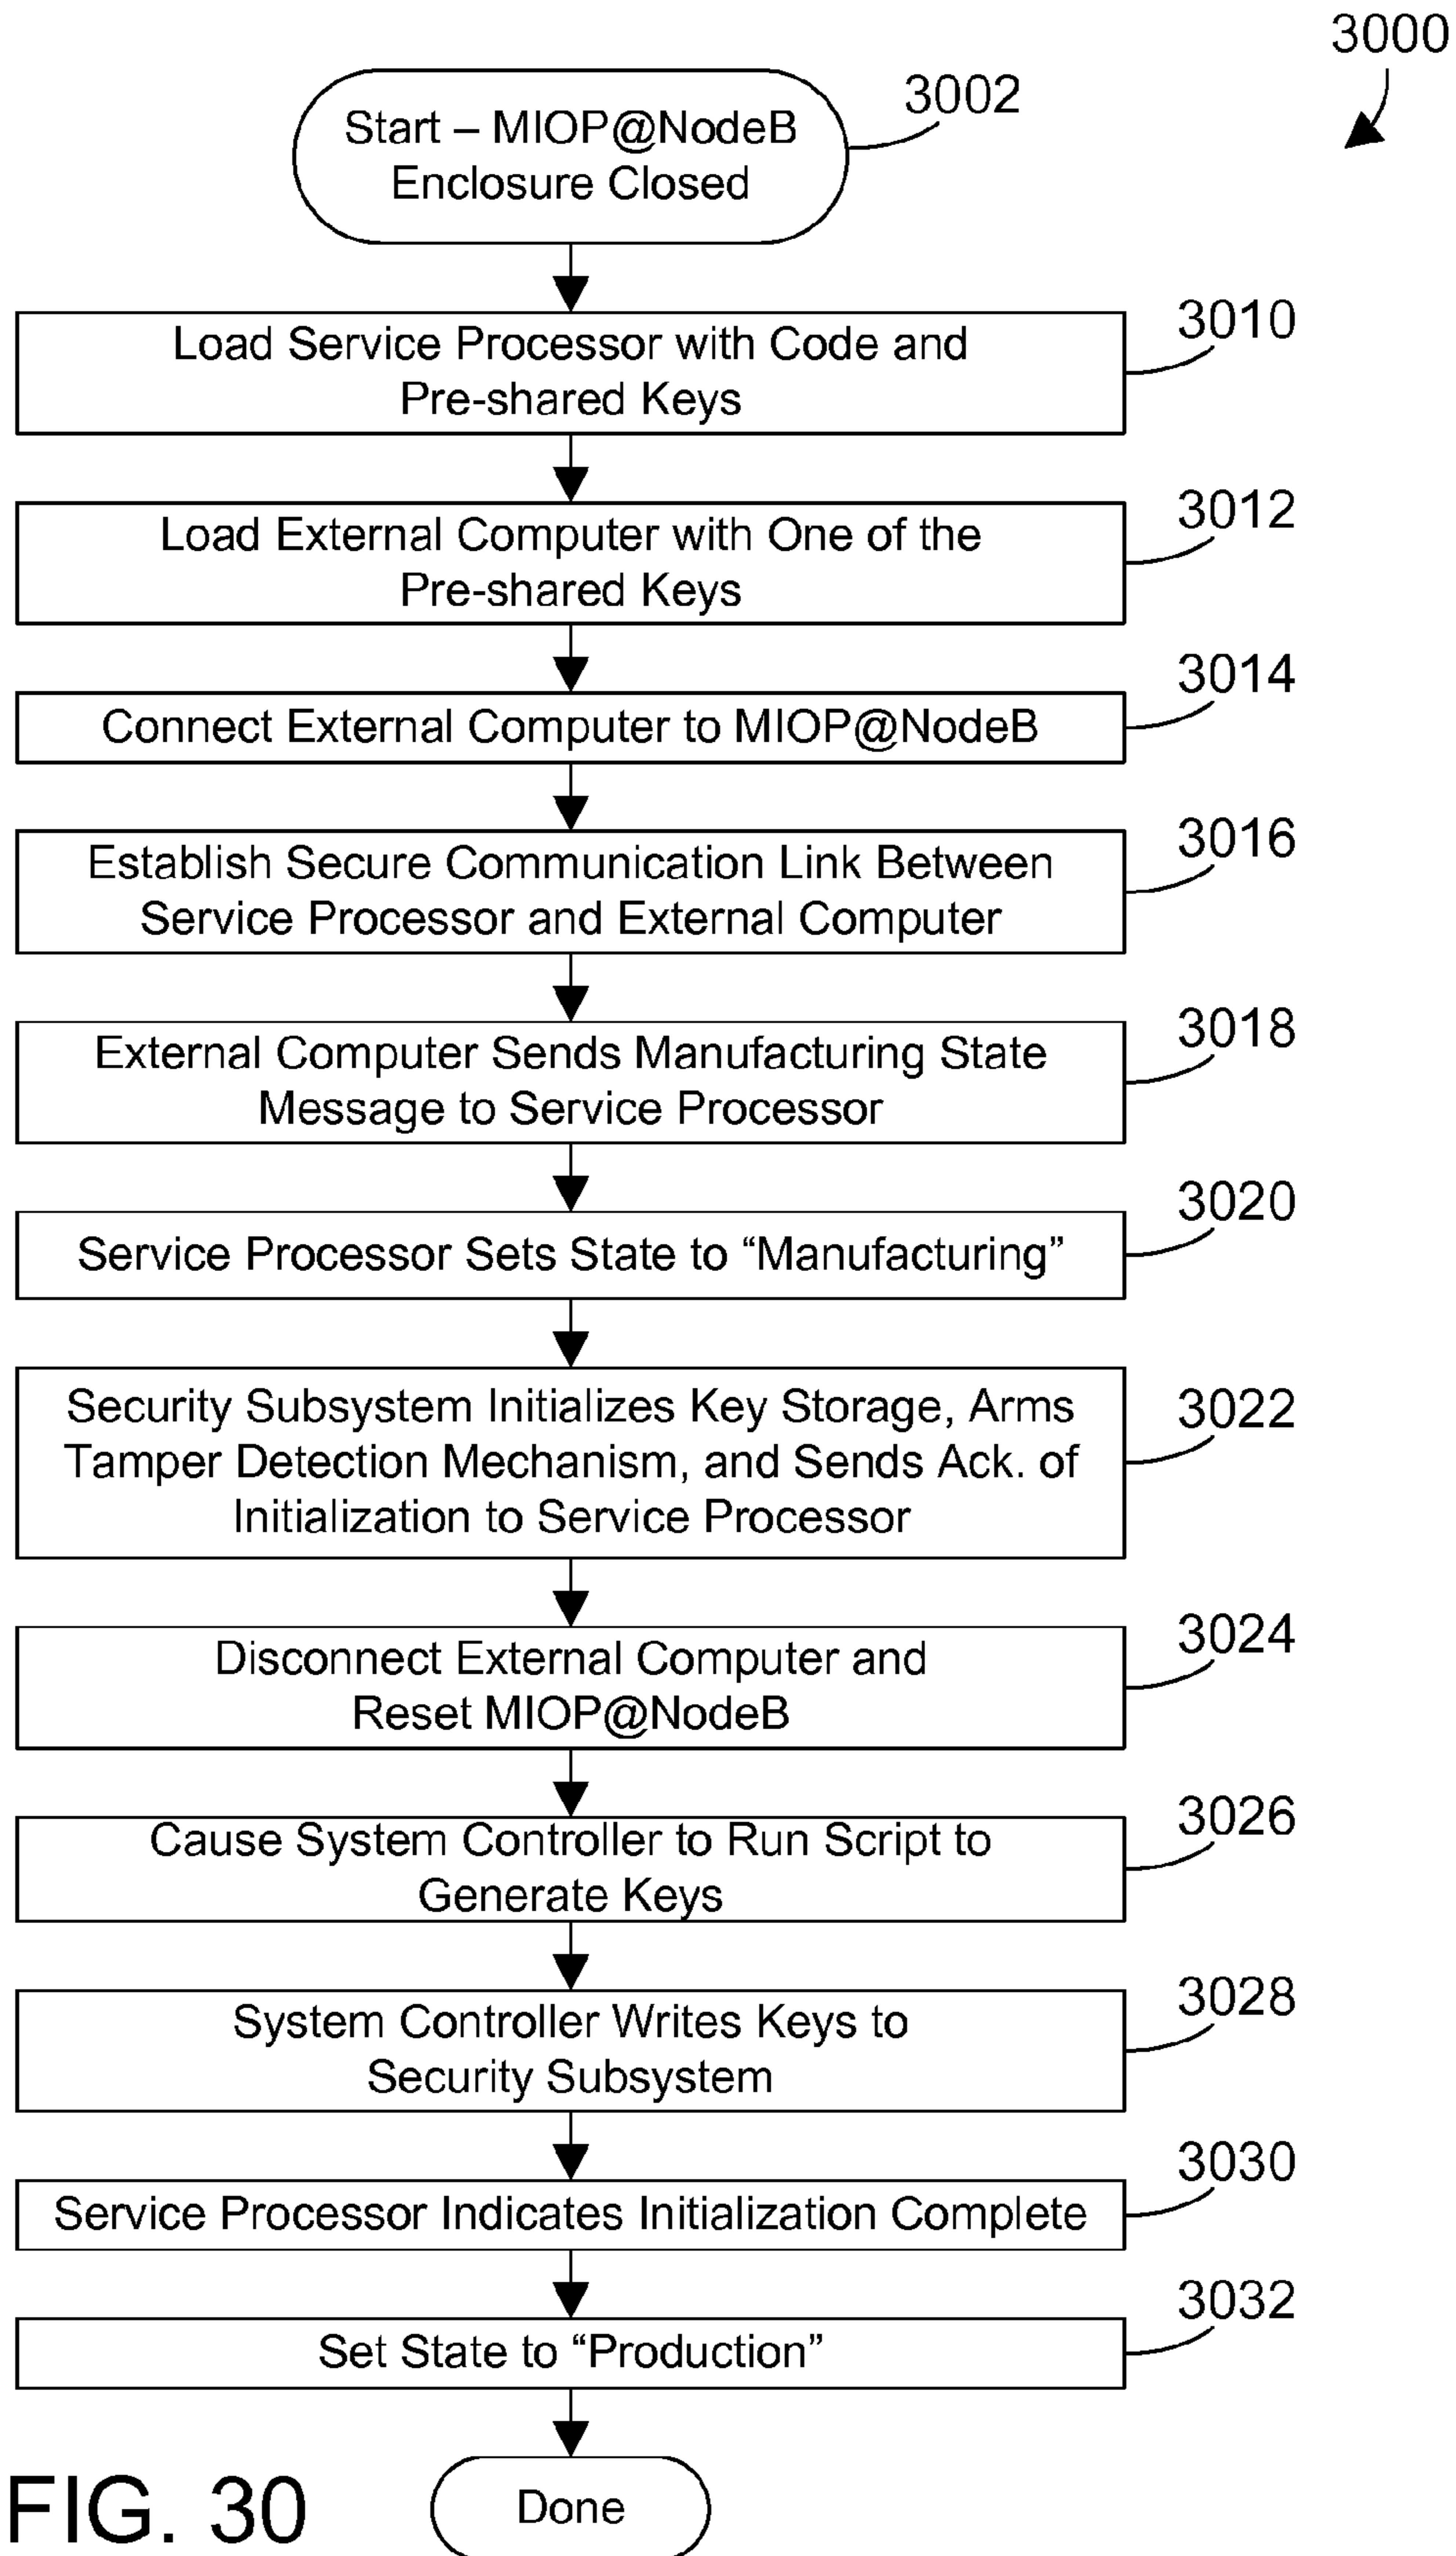 3000
Start – MIOP@NodeB
Enclosure Closed
3002
Load Service Processor with Code and
Pre-shared Keys
3010
Load External Computer with One of the
Pre-shared Keys
3012
Connect External Computer to MIOP@NodeB
3014
Establish Secure Communication Link Between
Service Processor and External Computer
3016
External Computer Sends Manufacturing State
Message to Service Processor
3018
Service Processor Sets State to “Manufacturing”
3020
Security Subsystem Initializes Key Storage, Arms
Tamper Detection Mechanism, and Sends Ack. of
Initialization to Service Processor
3022
Disconnect External Computer and
Reset MIOP@NodeB
3024
Cause System Controller to Run Script to
Generate Keys
3026
System Controller Writes Keys to
Security Subsystem
3028
Service Processor Indicates Initialization Complete
3030
Set State to “Production”
3032
Done
FIG. 30